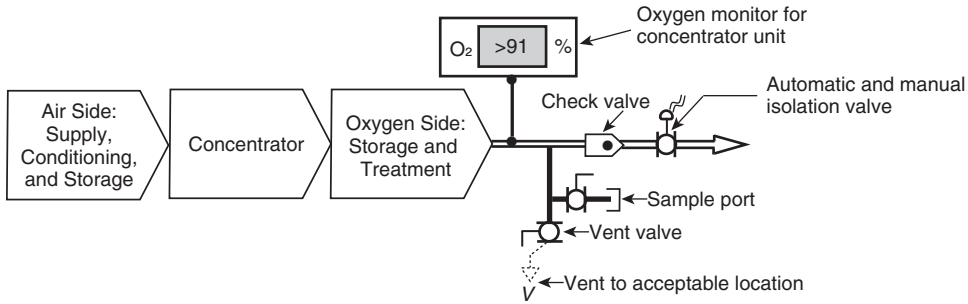 Oxygen monitor for
concentrator unit
O2 >91 %
Air Side:
Supply,
Conditioning,
and Storage
Concentrator
Oxygen Side:
Storage and
Treatment
Check valve
Automatic and manual
isolation valve
Sample port
Vent valve
Vent to acceptable location
V